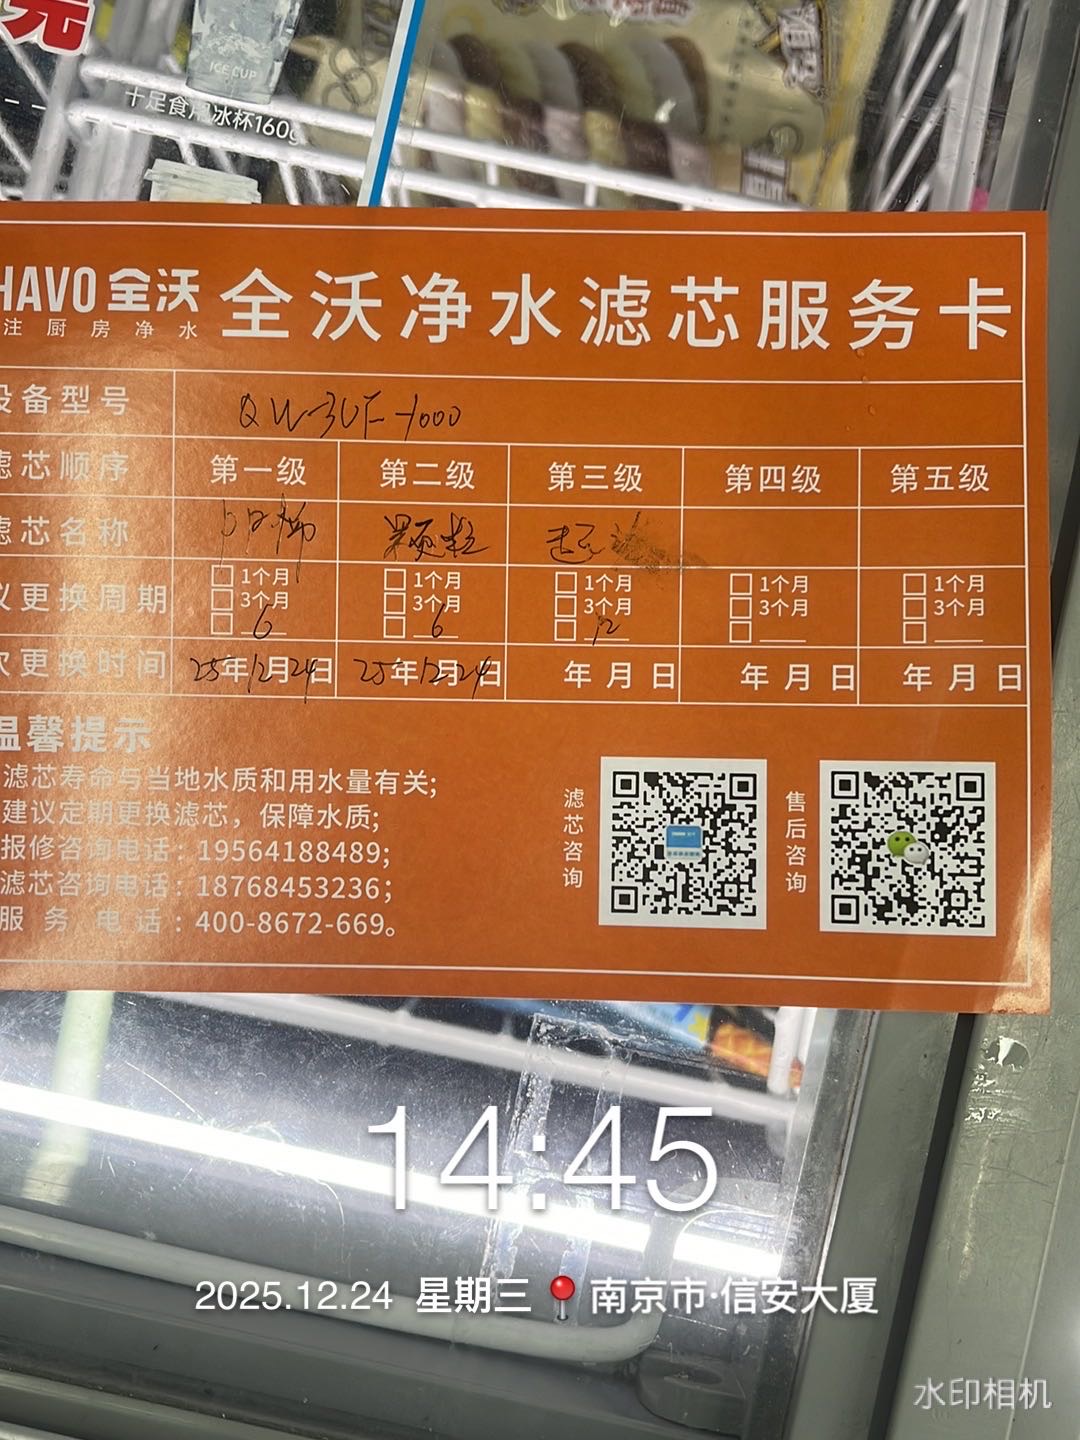 元
ICE CUP
十足食用冰杯160g
HAVO 全沃
注厨房净水
全沃净水滤芯服务卡
设备型号 QW-3UF-1000
滤芯顺序 第一级 第二级 第三级 第四级 第五级
滤芯名称 颗粒 超
议更换周期 □1个月 □1个月 □1个月 □1个月 □1个月
□3个月 □3个月 □3个月 □3个月 □3个月
□6 □6 □12 □___ □___
次更换时间 25年12月24日 25年12月24日 年月日 年月日 年月日
温馨提示
滤芯寿命与当地水质和用水量有关;
建议定期更换滤芯，保障水质;
报修咨询电话：19564188489;
滤芯咨询电话：18768453236;
服务电话：400-8672-669。
滤芯咨询
售后咨询
14:45
2025.12.24 星期三 南京市·信安大厦
水印相机